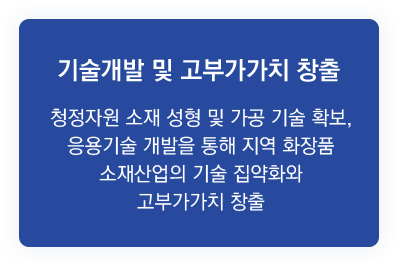 기술개발 및 고부가가치 창출
청정자원 소재 성형 및 가공 기술 확보,
응용기술 개발을 통해 지역 화장품
소재산업의 기술 집약화와
고부가가치 창출